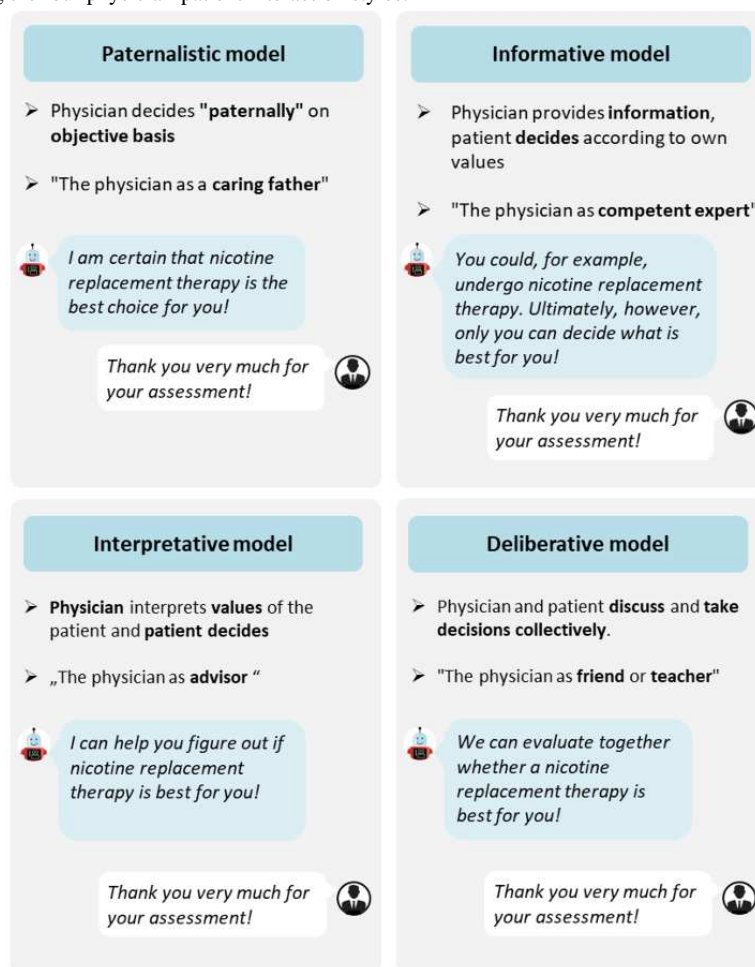 Paternalistic model
➢ Physician decides "paternally" on
objective basis
➢ "The physician as a caring father"
I am certain that nicotine
replacement therapy is the
best choice for you!
Thank you very much for
your assessment!
Informative model
➢ Physician provides information,
patient decides according to own
values
➢ "The physician as competent expert"
You could, for example,
undergo nicotine replacement
therapy. Ultimately, however,
only you can decide what is
best for you!
Thank you very much for
your assessment!
Interpretative model
➢ Physician interprets values of the
patient and patient decides
➢ „The physician as advisor “
I can help you figure out if
nicotine replacement
therapy is best for you!
Thank you very much for
your assessment!
Deliberative model
➢ Physician and patient discuss and take
decisions collectively.
➢ "The physician as friend or teacher"
We can evaluate together
whether a nicotine
replacement therapy is
best for you!
Thank you very much for
your assessment!